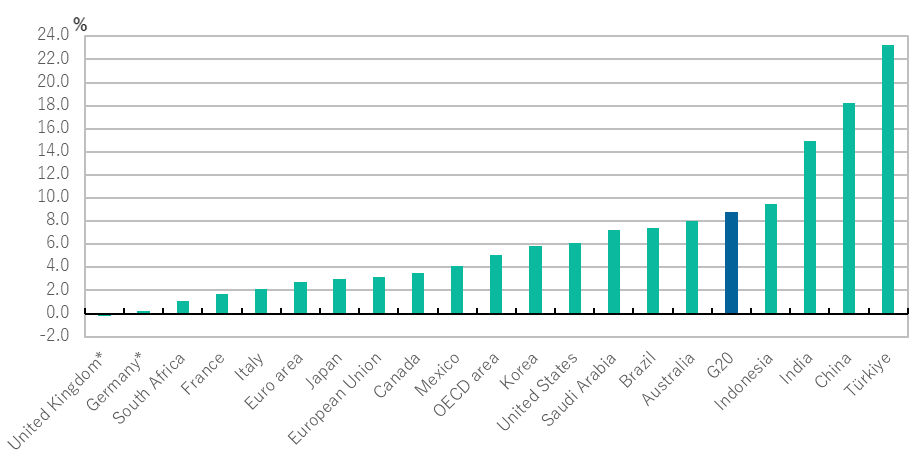 %
24.0
22.0
20.0
18.0
16.0
14.0
12.0
10.0
8.0
6.0
4.0
2.0
0.0
-2.0
United Kingdom*
Germany*
South Africa
France
Italy
Euro area
Japan
European Union
Canada
Mexico
OECD area
Korea
United States
Saudi Arabia
Brazil
Australia
G20
Indonesia
India
China
Türkiye